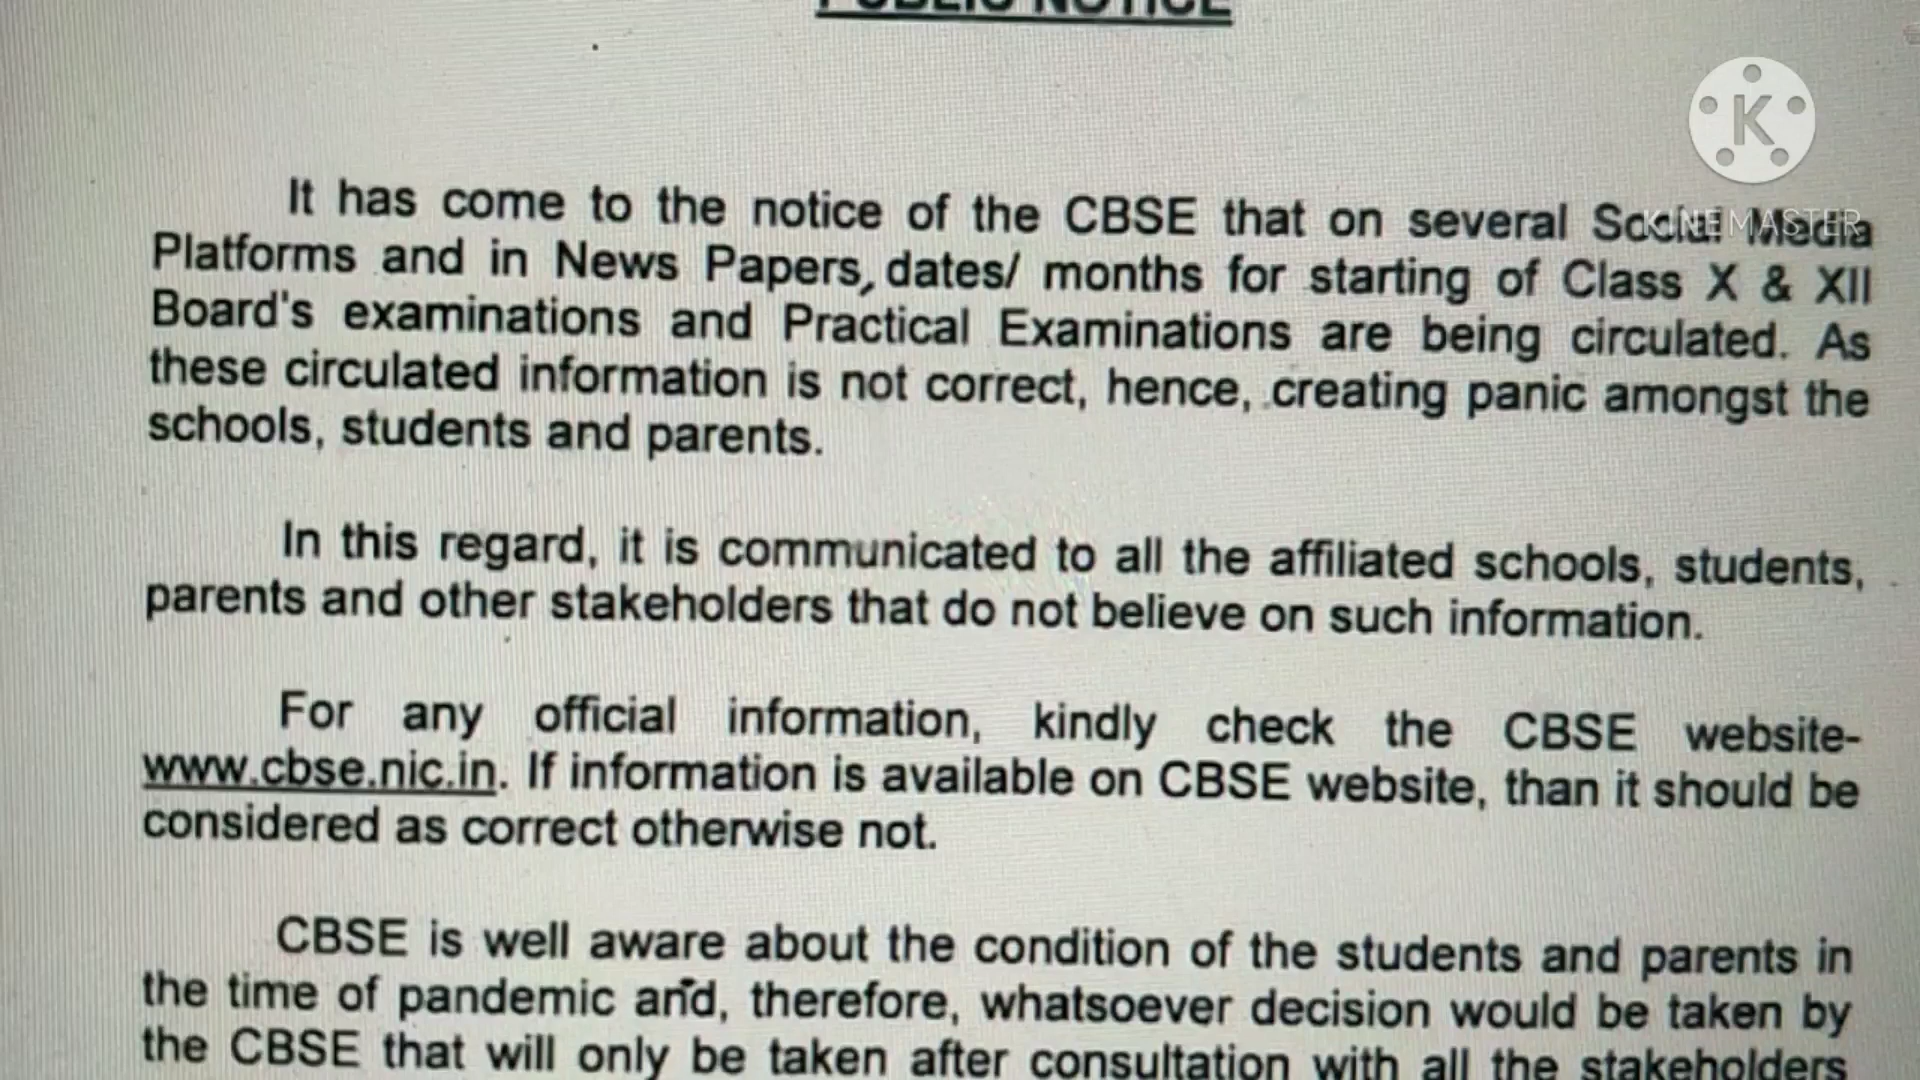 PUBLIC NOTICE
K
KINEMASTER
It has come to the notice of the CBSE that on several Social Media
Platforms and in News Papers, dates/ months for starting of Class X & XII
Board's examinations and Practical Examinations are being circulated. As
these circulated information is not correct, hence, creating panic amongst the
schools, students and parents.
In this regard, it is communicated to all the affiliated schools, students,
parents and other stakeholders that do not believe on such information.
For any official information, kindly check the CBSE website-
www.cbse.nic.in. If information is available on CBSE website, than it should be
considered as correct otherwise not.
CBSE is well aware about the condition of the students and parents in
the time of pandemic and, therefore, whatsoever decision would be taken by
the CBSE that will only be taken after consultation with all the stakeholders